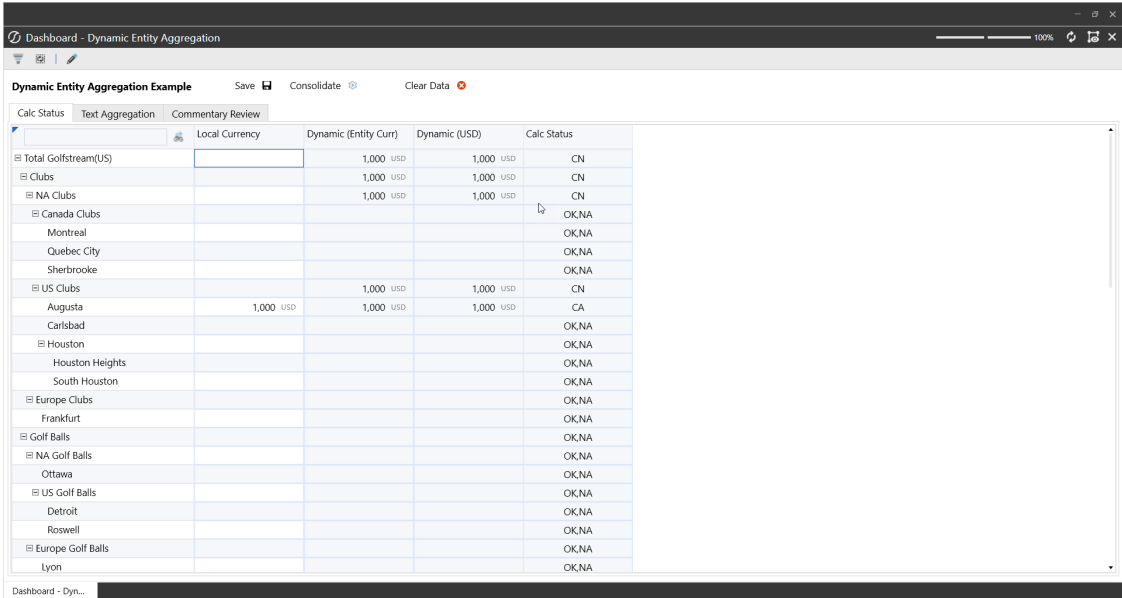 Dashboard - Dynamic Entity Aggregation 100%
Dynamic Entity Aggregation Example Save Consolidate Clear Data
Calc Status Text Aggregation Commentary Review
Local Currency Dynamic (Entity Curr) Dynamic (USD) Calc Status
Total Golfstream(US) 1,000 USD 1,000 USD CN
Clubs 1,000 USD 1,000 USD CN
NA Clubs 1,000 USD 1,000 USD CN
Canada Clubs OK,NA
Montreal OK,NA
Quebec City OK,NA
Sherbrooke OK,NA
US Clubs 1,000 USD 1,000 USD CN
Augusta 1,000 USD 1,000 USD 1,000 USD CA
Carlsbad OK,NA
Houston OK,NA
Houston Heights OK,NA
South Houston OK,NA
Europe Clubs OK,NA
Frankfurt OK,NA
Golf Balls OK,NA
NA Golf Balls OK,NA
Ottawa OK,NA
US Golf Balls OK,NA
Detroit OK,NA
Roswell OK,NA
Europe Golf Balls OK,NA
Lyon OK,NA
Dashboard - Dyn...